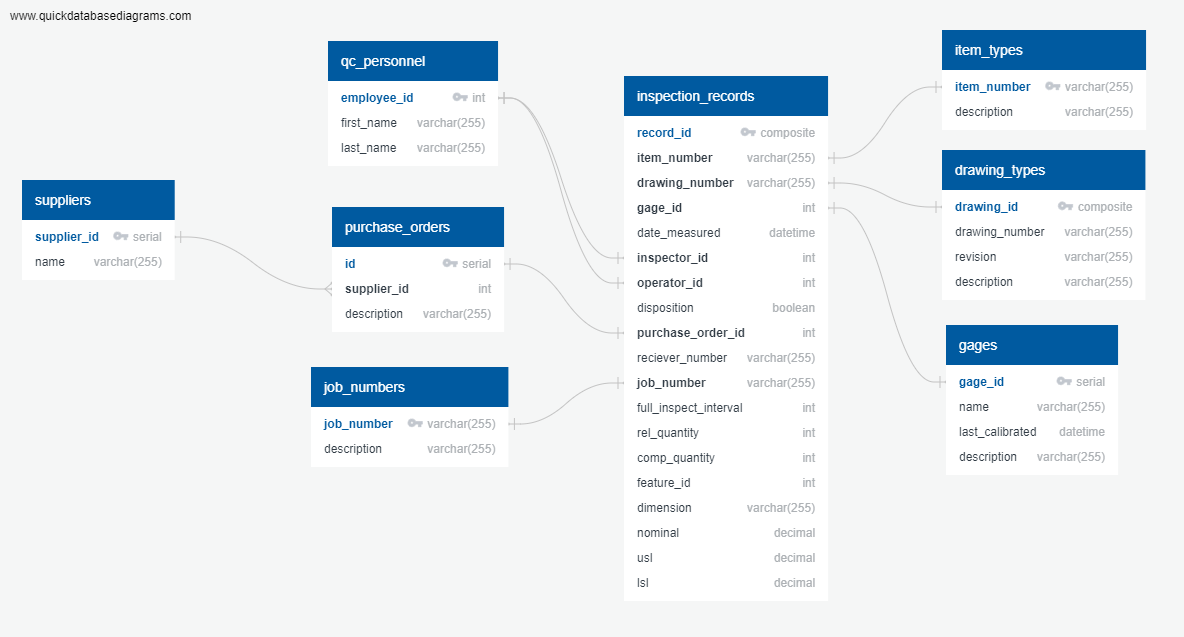 www.quickdatabasediagrams.com
qc_personnel
employee_id int
first_name varchar(255)
last_name varchar(255)
suppliers
supplier_id serial
name varchar(255)
purchase_orders
id serial
supplier_id int
description varchar(255)
job_numbers
job_number varchar(255)
description varchar(255)
inspection_records
record_id composite
item_number varchar(255)
drawing_number varchar(255)
gage_id int
date_measured datetime
inspector_id int
operator_id int
disposition boolean
purchase_order_id int
reciever_number varchar(255)
job_number varchar(255)
full_inspect_interval int
rel_quantity int
comp_quantity int
feature_id int
dimension varchar(255)
nominal decimal
usl decimal
lsl decimal
item_types
item_number varchar(255)
description varchar(255)
drawing_types
drawing_id composite
drawing_number varchar(255)
revision varchar(255)
description varchar(255)
gages
gage_id serial
name varchar(255)
last_calibrated datetime
description varchar(255)